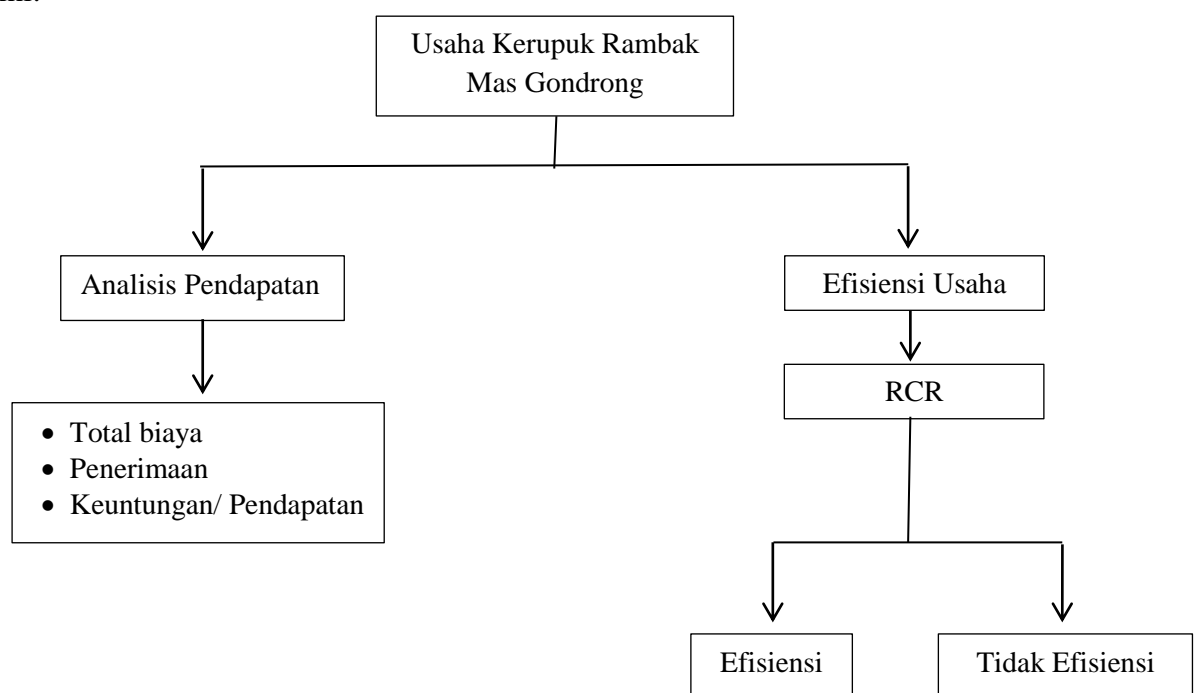 Usaha Kerupuk Rambak
Mas Gondrong
Analisis Pendapatan
Efisiensi Usaha
RCR
• Total biaya
• Penerimaan
• Keuntungan/ Pendapatan
Efisiensi
Tidak Efisiensi